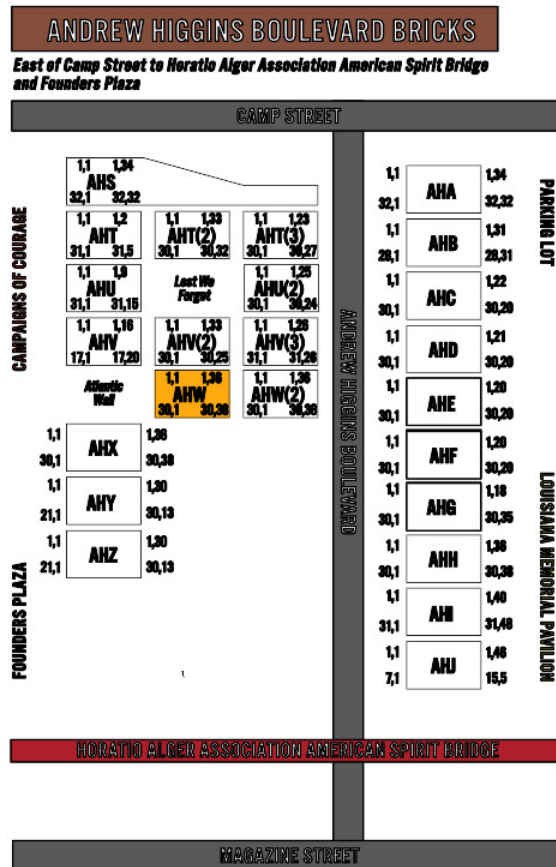 ANDREW HIGGINS BOULEVARD BRICKS
East of Camp Street to Horatio Alger Association American Spirit Bridge
and Founders Plaza
CAMP STREET
CAMPAIGNS OF COURAGE
1,1 1,34
AHS
32,1 32,32
1,1 1,2
AHT
31,1 31,5
1,1 1,33
AHT(2)
30,1 30,32
1,1 1,23
AHT(3)
30,1 30,27
1,1 1,9
AHU
31,1 31,15
Lest We
Forget
1,1 1,25
AHU(2)
30,1 30,24
1,1 1,16
AHV
17,1 17,20
1,1 1,33
AHV(2)
30,1 30,25
1,1 1,26
AHV(3)
31,1 31,26
Atlantic
Wall
1,1 1,36
AHW
30,1 30,38
1,1 1,36
AHW(2)
30,1 30,38
1,1 1,36
AHX
30,1 30,38
1,1 1,30
AHY
21,1 30,13
1,1 1,30
AHZ
21,1 30,13
FOUNDERS PLAZA
ANDREW HIGGINS BOULEVARD
1,1 1,34
AHA
32,1 32,32
1,1 1,31
AHB
28,1 28,31
1,1 1,22
AHC
30,1 30,20
1,1 1,21
AHD
30,1 30,20
1,1 1,20
AHE
30,1 30,20
1,1 1,20
AHF
30,1 30,20
1,1 1,18
AHG
30,1 30,35
1,1 1,36
AHH
30,1 30,38
1,1 1,40
AHI
31,1 31,48
1,1 1,46
AHJ
7,1 15,5
PARKING LOT
LOUISIANA MEMORIAL PAVILION
HORATIO ALGER ASSOCIATION AMERICAN SPIRIT BRIDGE
MAGAZINE STREET